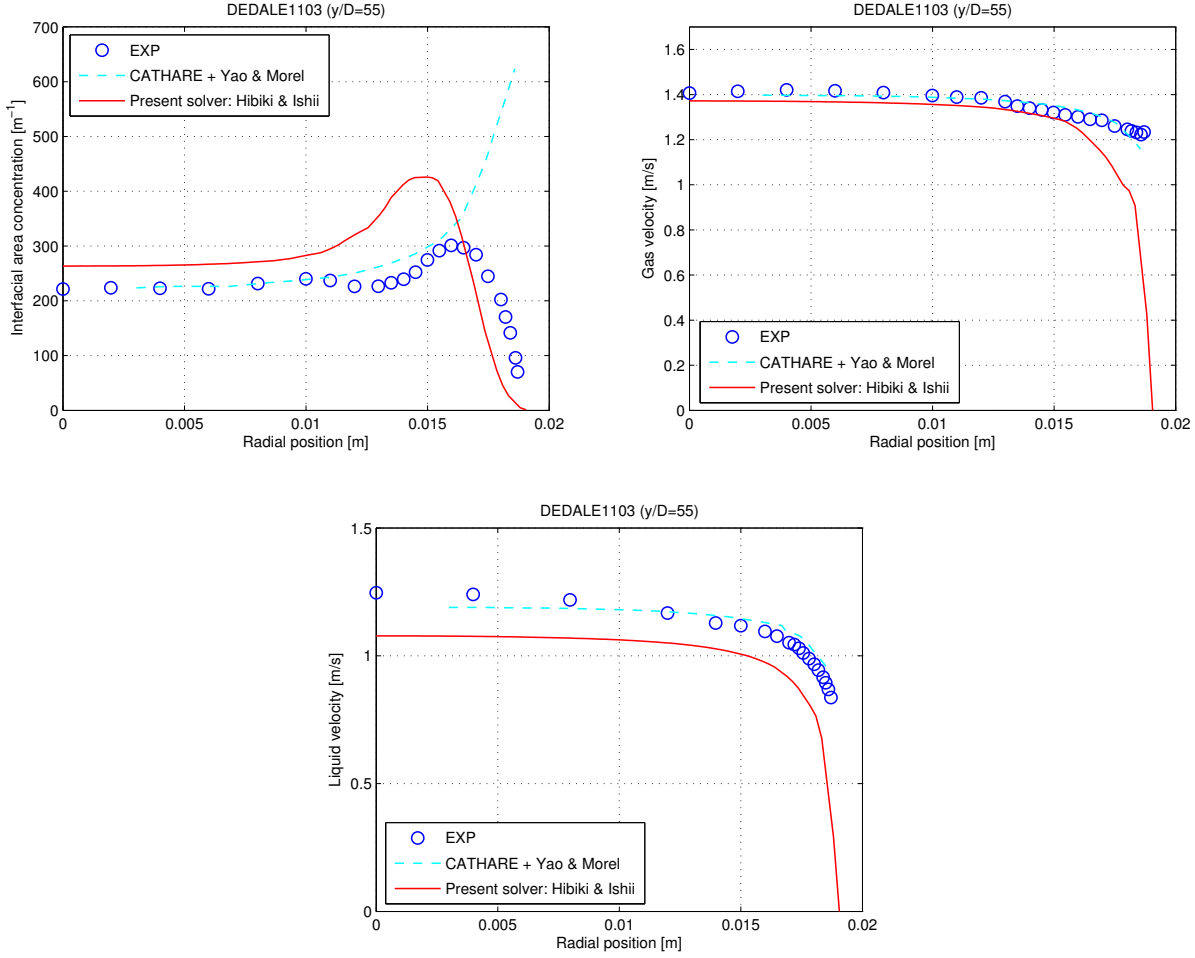 DEDALE1103 (y/D=55)
700
600
500
400
300
200
100
0
Interfacial area concentration [m⁻¹]
EXP
CATHARE + Yao & Morel
Present solver: Hibiki & Ishii
0
0.005
0.01
0.015
0.02
Radial position [m]
DEDALE1103 (y/D=55)
1.6
1.4
1.2
1
0.8
0.6
0.4
0.2
0
Gas velocity [m/s]
EXP
CATHARE + Yao & Morel
Present solver: Hibiki & Ishii
0
0.005
0.01
0.015
0.02
Radial position [m]
DEDALE1103 (y/D=55)
1.5
1
0.5
0
Liquid velocity [m/s]
EXP
CATHARE + Yao & Morel
Present solver: Hibiki & Ishii
0
0.005
0.01
0.015
0.02
Radial position [m]